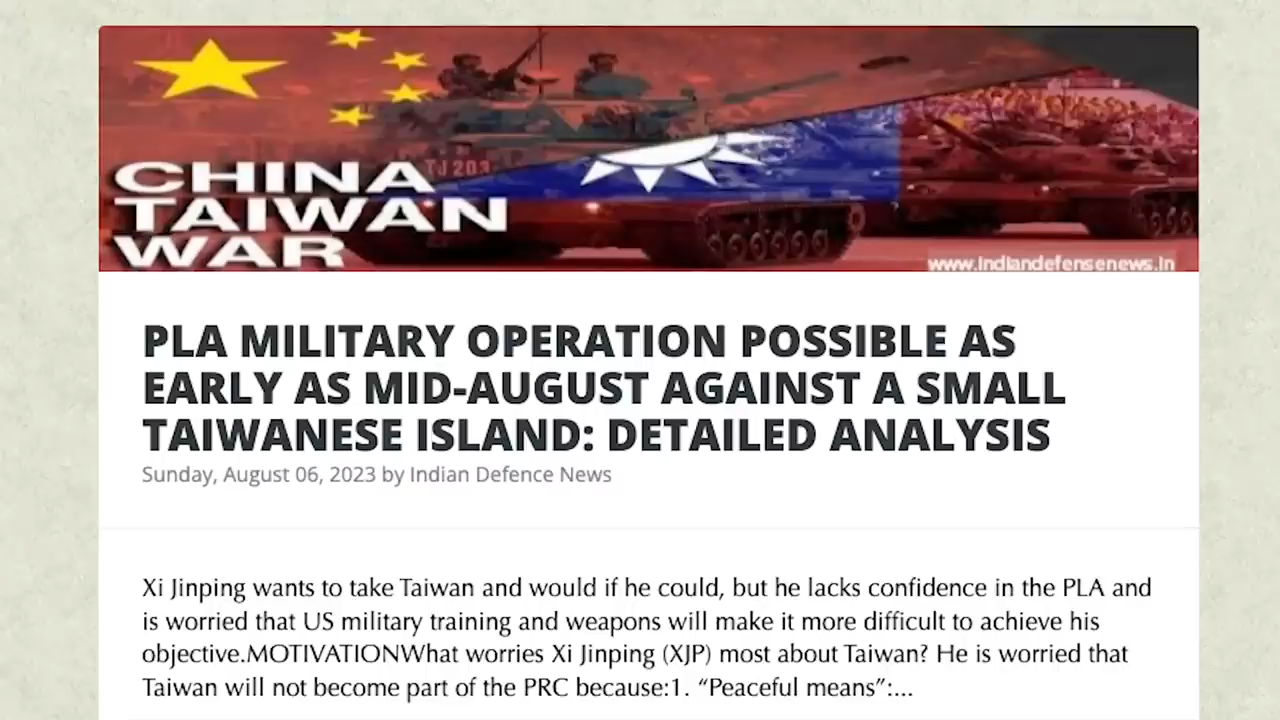 TJ 203
CHINA
TAIWAN
WAR
www.indiandefensenews.in
PLA MILITARY OPERATION POSSIBLE AS
EARLY AS MID-AUGUST AGAINST A SMALL
TAIWANESE ISLAND: DETAILED ANALYSIS
Sunday, August 06, 2023 by Indian Defence News
Xi Jinping wants to take Taiwan and would if he could, but he lacks confidence in the PLA and
is worried that US military training and weapons will make it more difficult to achieve his
objective.MOTIVATIONWhat worries Xi Jinping (XJP) most about Taiwan? He is worried that
Taiwan will not become part of the PRC because:1. “Peaceful means”:...